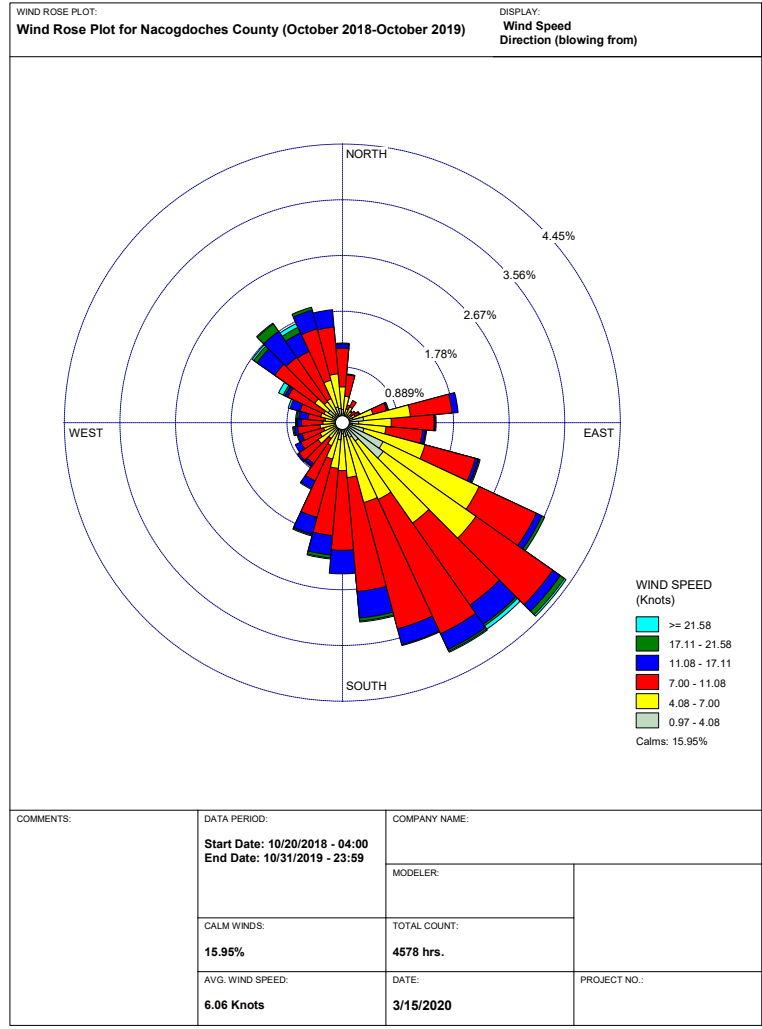 WIND ROSE PLOT:
Wind Rose Plot for Nacogdoches County (October 2018-October 2019)
DISPLAY:
Wind Speed
Direction (blowing from)
NORTH
4.45%
3.56%
2.67%
1.78%
0.889%
WEST
EAST
SOUTH
WIND SPEED
(Knots)
>= 21.58
17.11 - 21.58
11.08 - 17.11
7.00 - 11.08
4.08 - 7.00
0.97 - 4.08
Calms: 15.95%
COMMENTS:
DATA PERIOD:
Start Date: 10/20/2018 - 04:00
End Date: 10/31/2019 - 23:59
COMPANY NAME:
MODELER:
CALM WINDS:
15.95%
TOTAL COUNT:
4578 hrs.
AVG. WIND SPEED:
6.06 Knots
DATE:
3/15/2020
PROJECT NO.: